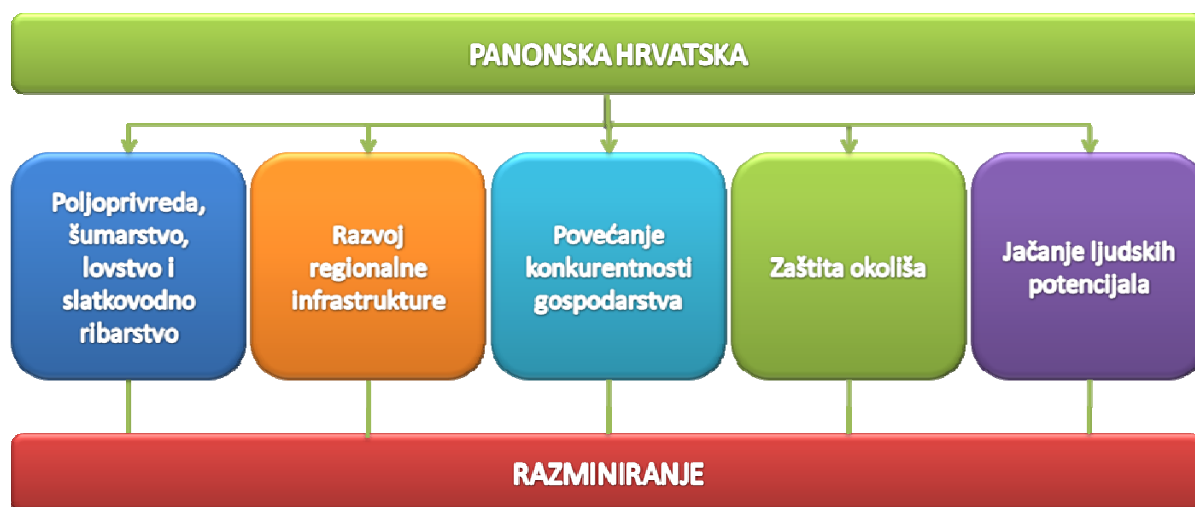 PANONSKA HRVATSKA
Poljoprivreda,
šumarstvo,
lovstvo i
slatkovodno
ribarstvo
Razvoj
regionalne
infrastrukture
Povećanje
konkurentnosti
gospodarstva
Zaštita okoliša
Jačanje ljudskih
potencijala
RAZMINIRANJE